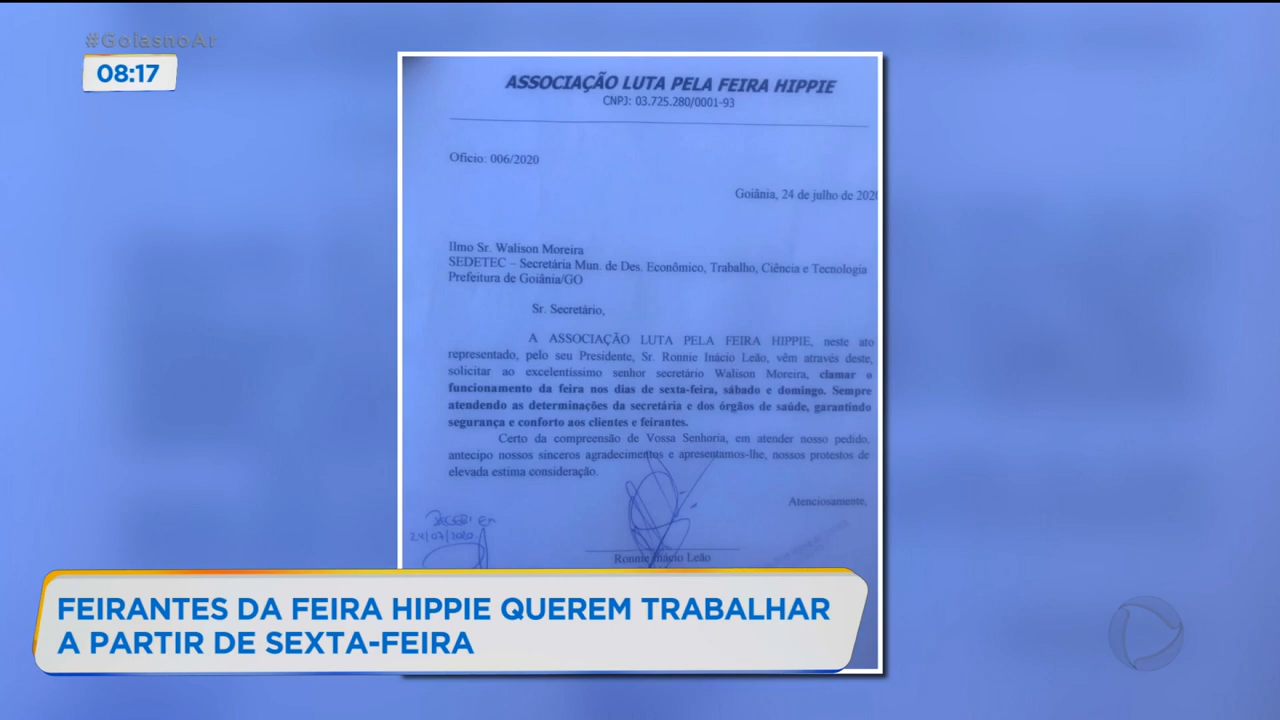 #GoiasnoAr
08:17
ASSOCIAÇÃO LUTA PELA FEIRA HIPPIE
CNPJ: 03.725.280/0001-93
Oficio: 006/2020
Goiânia, 24 de julho de 2020
Ilmo Sr. Walison Moreira
SEDETEC – Secretária Mun. de Des. Econômico, Trabalho, Ciência e Tecnologia
Prefeitura de Goiânia/GO
Sr. Secretário,
A ASSOCIAÇÃO LUTA PELA FEIRA HIPPIE, neste ato
representado, pelo seu Presidente, Sr. Ronnie Inácio Leão, vêm através deste,
solicitar ao excelentíssimo senhor secretário Walison Moreira, clamar o
funcionamento da feira nos dias de sexta-feira, sábado e domingo. Sempre
atendendo as determinações da secretária e dos órgãos de saúde, garantindo
segurança e conforto aos clientes e feirantes.
Certo da compreensão de Vossa Senhoria, em atender nosso pedido,
antecipo nossos sinceros agradecimentos e apresentamos-lhe, nossos protestos de
elevada estima consideração.
Atenciosamente,
Recebi em
24/07/2020
Ronnie Inácio Leão
FEIRANTES DA FEIRA HIPPIE QUEREM TRABALHAR
A PARTIR DE SEXTA-FEIRA